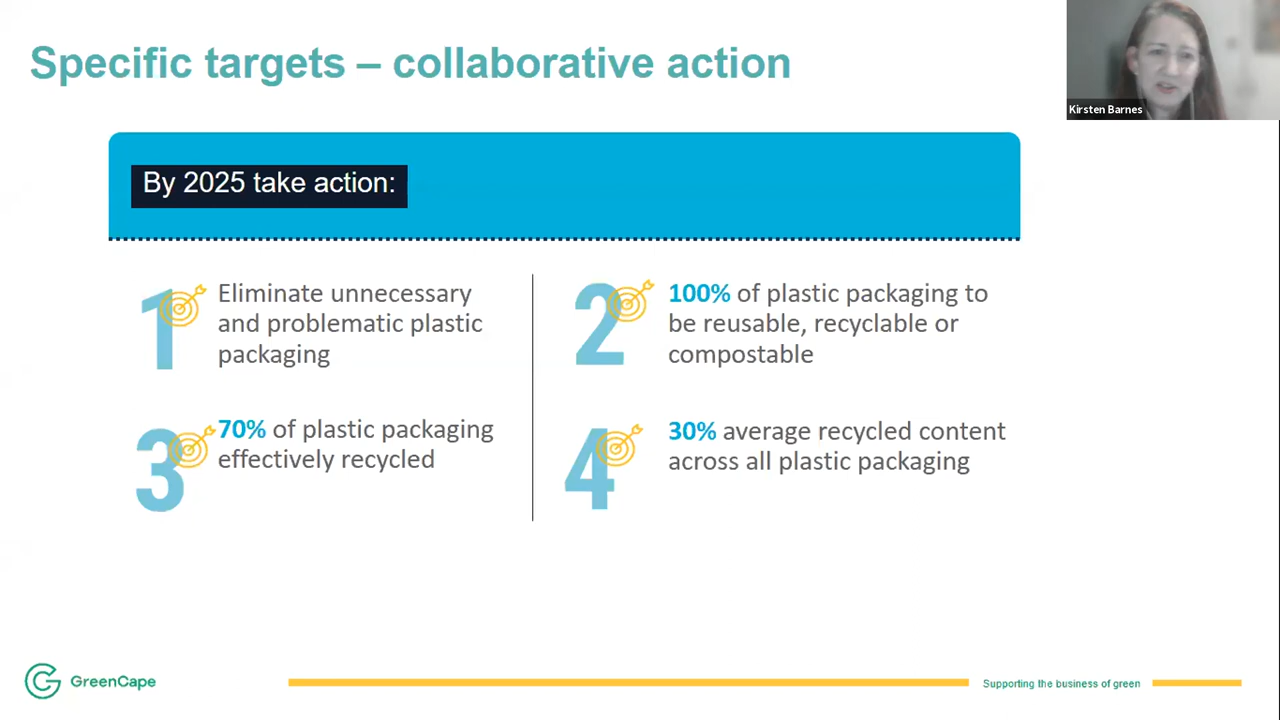 Specific targets – collaborative action
Kirsten Barnes
By 2025 take action:
1
Eliminate unnecessary
and problematic plastic
packaging
2
100% of plastic packaging to
be reusable, recyclable or
compostable
3
70% of plastic packaging
effectively recycled
4
30% average recycled content
across all plastic packaging
GreenCape
Supporting the business of green